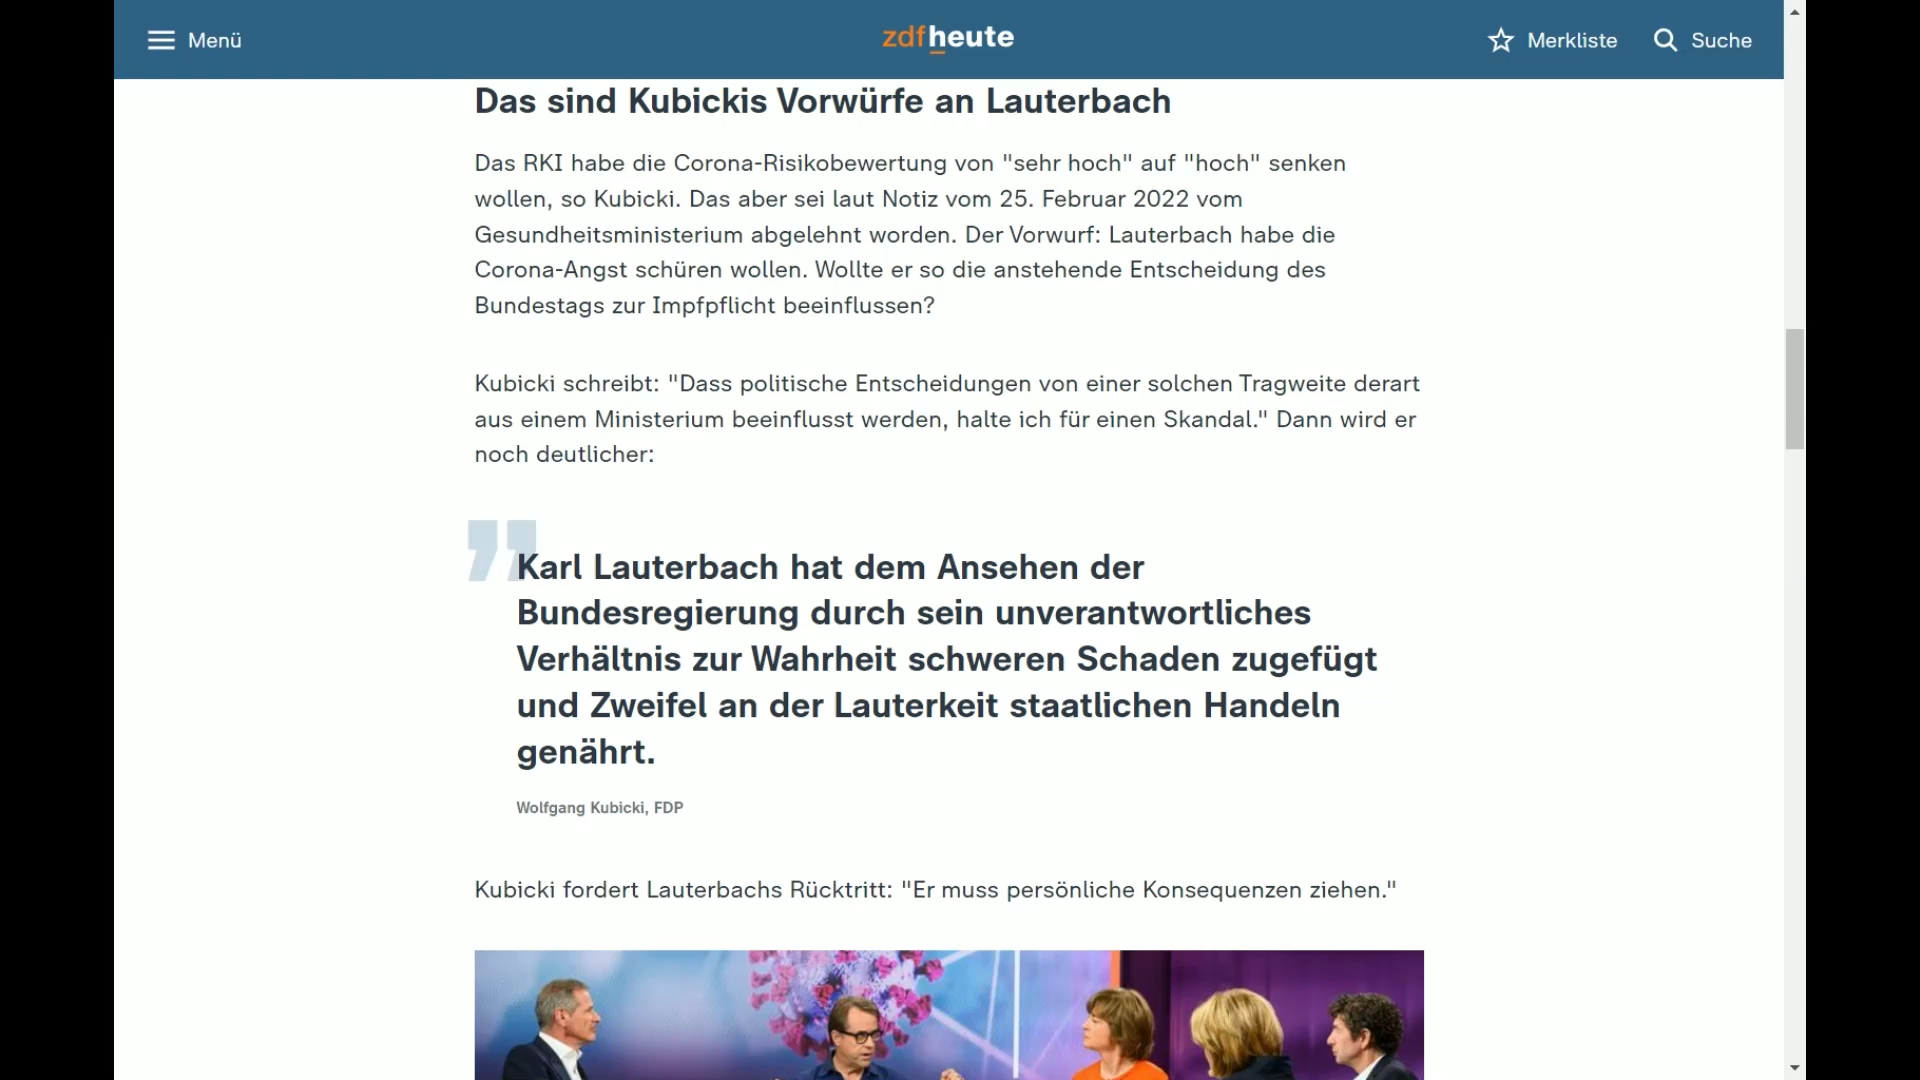 Menü
zdfheute
Merkliste
Suche
Das sind Kubickis Vorwürfe an Lauterbach
Das RKI habe die Corona-Risikobewertung von "sehr hoch" auf "hoch" senken
wollen, so Kubicki. Das aber sei laut Notiz vom 25. Februar 2022 vom
Gesundheitsministerium abgelehnt worden. Der Vorwurf: Lauterbach habe die
Corona-Angst schüren wollen. Wollte er so die anstehende Entscheidung des
Bundestags zur Impfpflicht beeinflussen?
Kubicki schreibt: "Dass politische Entscheidungen von einer solchen Tragweite derart
aus einem Ministerium beeinflusst werden, halte ich für einen Skandal." Dann wird er
noch deutlicher:
Karl Lauterbach hat dem Ansehen der
Bundesregierung durch sein unverantwortliches
Verhältnis zur Wahrheit schweren Schaden zugefügt
und Zweifel an der Lauterkeit staatlichen Handeln
genährt.
Wolfgang Kubicki, FDP
Kubicki fordert Lauterbachs Rücktritt: "Er muss persönliche Konsequenzen ziehen."